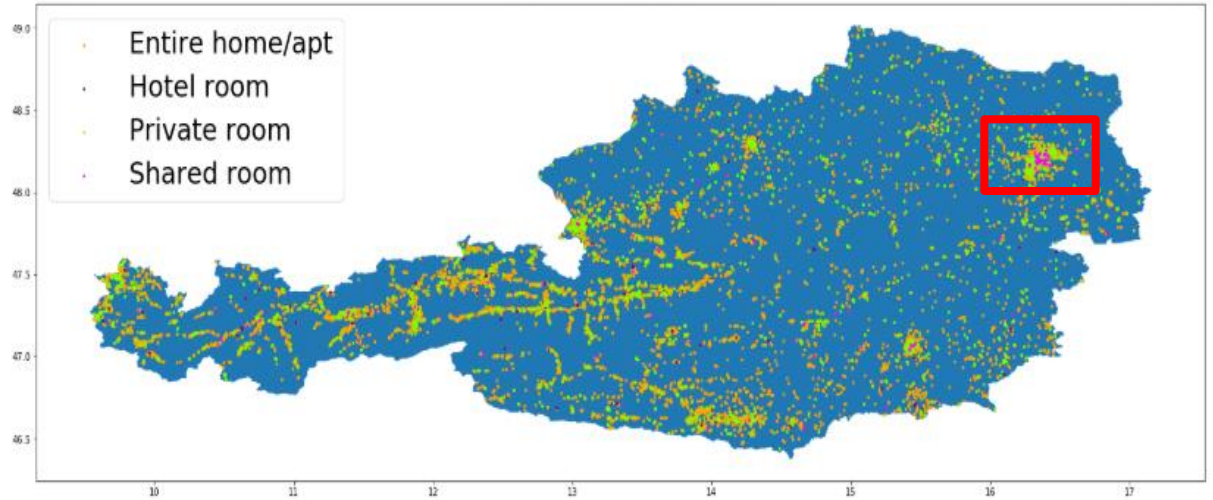 Entire home/apt
Hotel room
Private room
Shared room
49.0
48.5
48.0
47.5
47.0
46.5
10 11 12 13 14 15 16 17